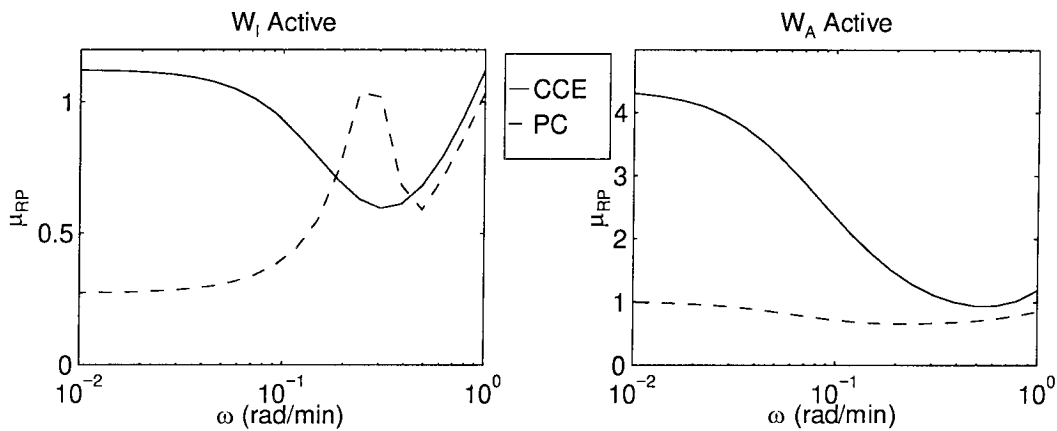 W_I Active
1
0.5
0
μ_RP
10^-2
10^-1
10^0
ω (rad/min)
CCE
PC
W_A Active
4
3
2
1
0
μ_RP
10^-2
10^-1
10^0
ω (rad/min)